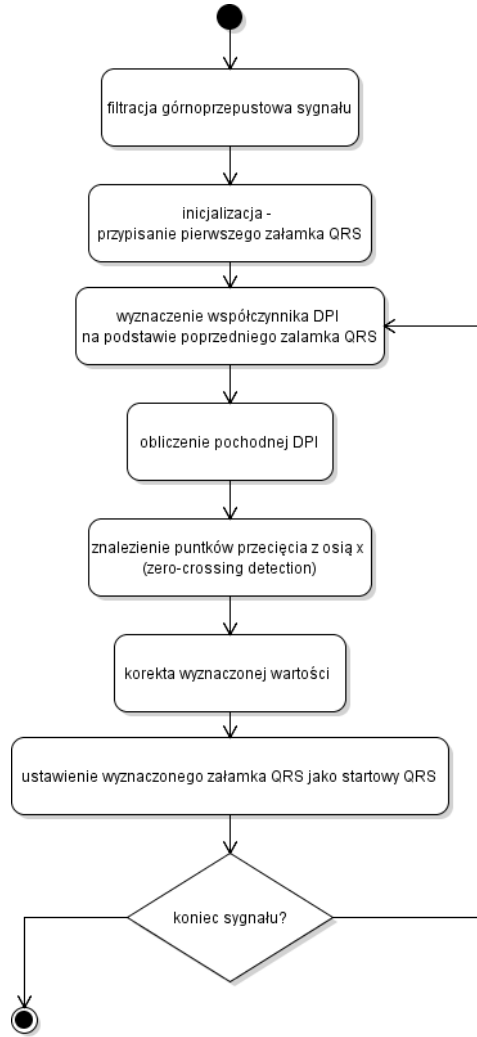 filtracja górnoprzepustowa sygnału
inicjalizacja -
przypisanie pierwszego załamka QRS
wyznaczenie współczynnika DPI
na podstawie poprzedniego zalamka QRS
obliczenie pochodnej DPI
znalezienie puntków przecięcia z osią x
(zero-crossing detection)
korekta wyznaczonej wartości
ustawienie wyznaczonego załamka QRS jako startowy QRS
koniec sygnału?